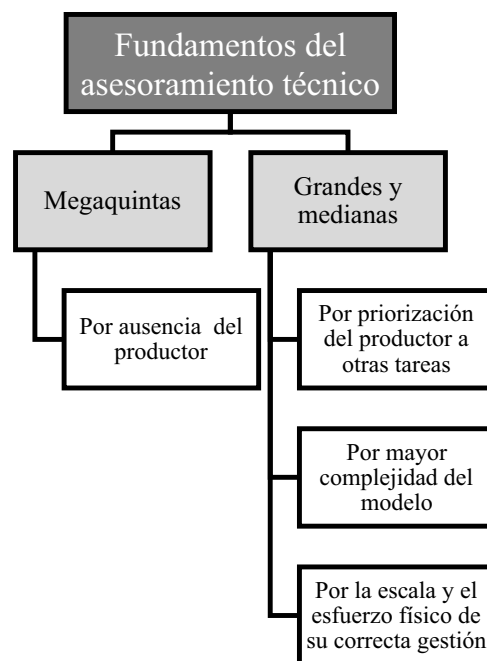 Fundamentos del
asesoramiento técnico
Megaquintas
Grandes y
medianas
Por ausencia del
productor
Por priorización
del productor a
otras tareas
Por mayor
complejidad del
modelo
Por la escala y el
esfuerzo físico de
su correcta gestión